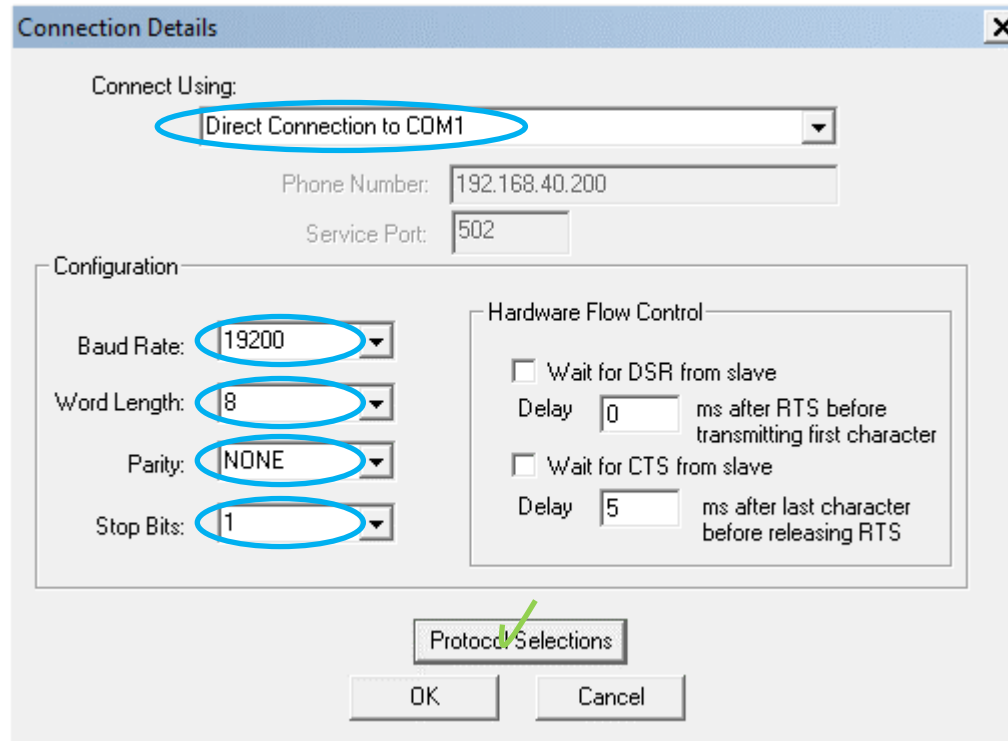 Connection Details
Connect Using:
Direct Connection to COM1
Phone Number: 192.168.40.200
Service Port: 502
Configuration
Baud Rate: 19200
Word Length: 8
Parity: NONE
Stop Bits: 1
Hardware Flow Control
Wait for DSR from slave
Delay 0 ms after RTS before
transmitting first character
Wait for CTS from slave
Delay 5 ms after last character
before releasing RTS
Protocol Selections
OK Cancel